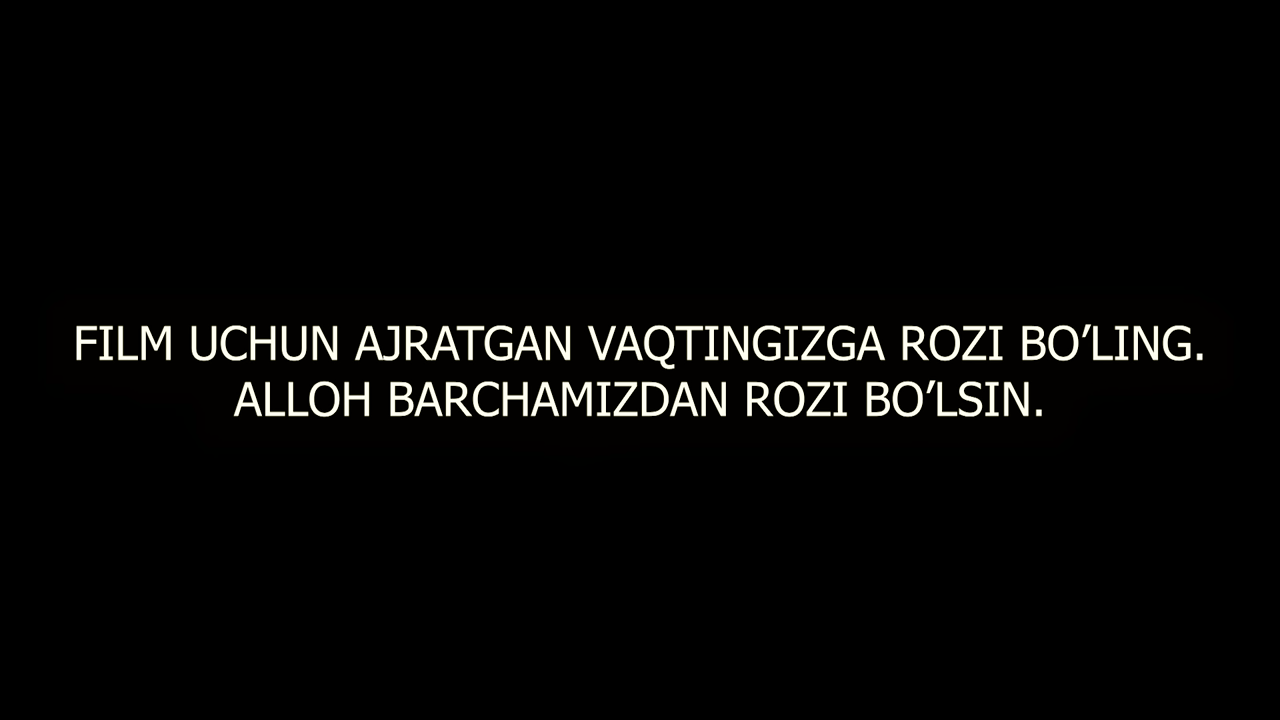 FILM UCHUN AJRATGAN VAQTINGIZGA ROZI BO’LING.
ALLOH BARCHAMIZDAN ROZI BO’LSIN.